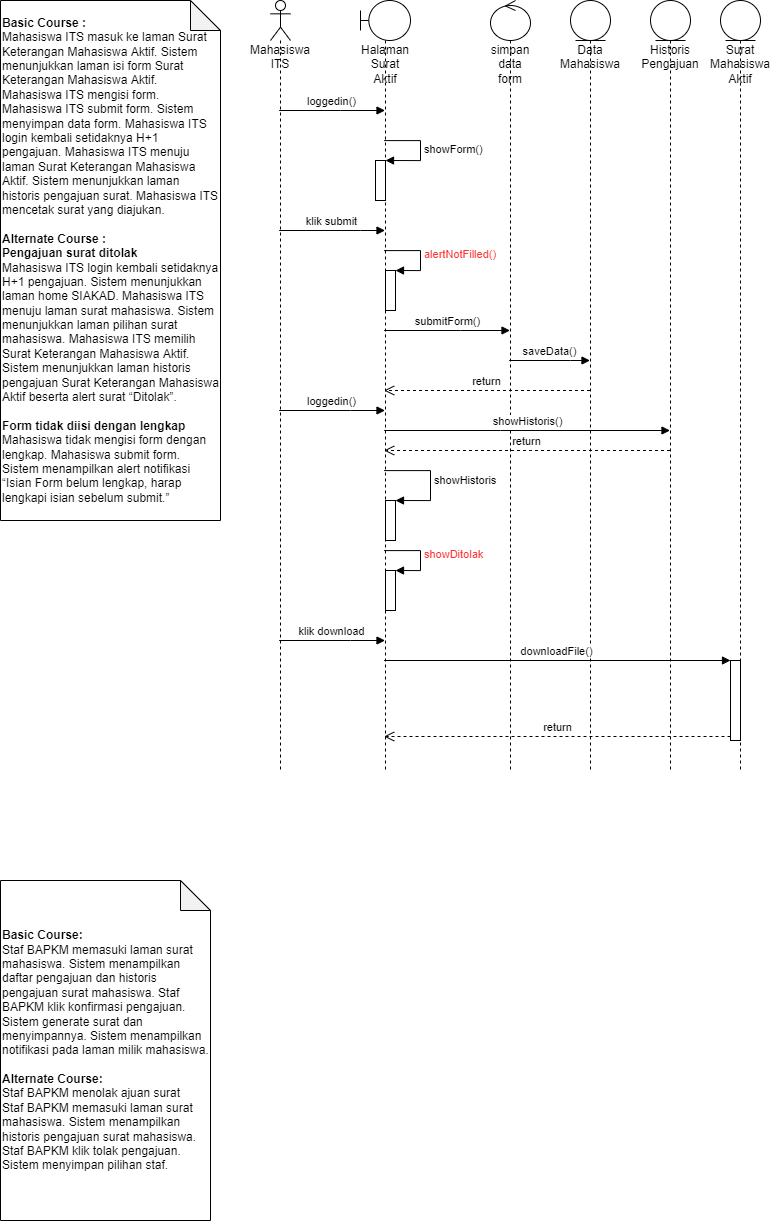 Basic Course :
Mahasiswa ITS masuk ke laman Surat
Keterangan Mahasiswa Aktif. Sistem
menunjukkan laman isi form Surat
Keterangan Mahasiswa Aktif.
Mahasiswa ITS mengisi form.
Mahasiswa ITS submit form. Sistem
menyimpan data form. Mahasiswa ITS
login kembali setidaknya H+1
pengajuan. Mahasiswa ITS menuju
laman Surat Keterangan Mahasiswa
Aktif. Sistem menunjukkan laman
historis pengajuan surat. Mahasiswa ITS
mencetak surat yang diajukan.
Alternate Course :
Pengajuan surat ditolak
Mahasiswa ITS login kembali setidaknya
H+1 pengajuan. Sistem menunjukkan
laman home SIAKAD. Mahasiswa ITS
menuju laman surat mahasiswa. Sistem
menunjukkan laman pilihan surat
mahasiswa. Mahasiswa ITS memilih
Surat Keterangan Mahasiswa Aktif.
Sistem menunjukkan laman historis
pengajuan Surat Keterangan Mahasiswa
Aktif beserta alert surat “Ditolak”.
Form tidak diisi dengan lengkap
Mahasiswa tidak mengisi form dengan
lengkap. Mahasiswa submit form.
Sistem menampilkan alert notifikasi
“Isian Form belum lengkap, harap
lengkapi isian sebelum submit.”
Mahasiswa
ITS
Halaman
Surat
Aktif
simpan
data
form
Data
Mahasiswa
Historis
Pengajuan
Surat
Mahasiswa
Aktif
loggedin()
showForm()
klik submit
alertNotFilled()
submitForm()
saveData()
return
loggedin()
showHistoris()
return
showHistoris
showDitolak
klik download
downloadFile()
return
Basic Course:
Staf BAPKM memasuki laman surat
mahasiswa. Sistem menampilkan
daftar pengajuan dan historis
pengajuan surat mahasiswa. Staf
BAPKM klik konfirmasi pengajuan.
Sistem generate surat dan
menyimpannya. Sistem menampilkan
notifikasi pada laman milik mahasiswa.
Alternate Course:
Staf BAPKM menolak ajuan surat
Staf BAPKM memasuki laman surat
mahasiswa. Sistem menampilkan
historis pengajuan surat mahasiswa.
Staf BAPKM klik tolak pengajuan.
Sistem menyimpan pilihan staf.